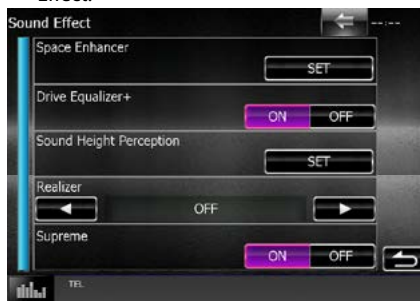 Effect.
Sound Effect
--:--
Space Enhancer
SET
Drive Equalizer+
ON OFF
Sound Height Perception
SET
Realizer
OFF
Supreme
ON OFF
TEL